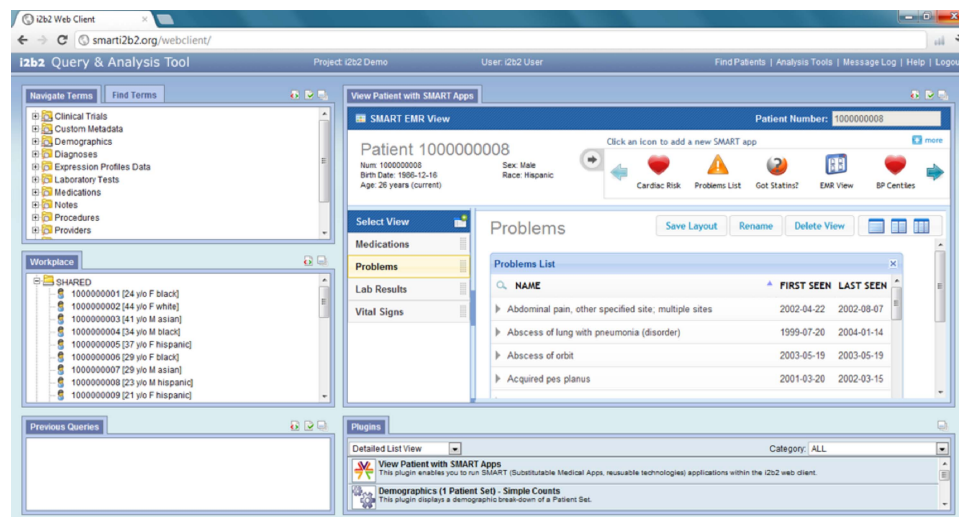 i2b2 Web Client
smarti2b2.org/webclient/
i2b2 Query & Analysis Tool
Project: i2b2 Demo
User: i2b2 User
Find Patients | Analysis Tools | Message Log | Help | Logou
Navigate Terms
Find Terms
Clinical Trials
Custom Metadata
Demographics
Diagnoses
Expression Profiles Data
Laboratory Tests
Medications
Notes
Procedures
Providers
Workplace
SHARED
1000000001 [24 y/o F black]
1000000002 [44 y/o F white]
1000000003 [41 y/o M asian]
1000000004 [34 y/o M black]
1000000005 [37 y/o F hispanic]
1000000006 [29 y/o F black]
1000000007 [29 y/o M asian]
1000000008 [23 y/o M hispanic]
1000000009 [21 y/o F hispanic]
Previous Queries
View Patient with SMART Apps
SMART EMR View
Patient Number: 1000000008
Patient 1000000008
Num: 1000000008
Sex: Male
Birth Date: 1986-12-16
Race: Hispanic
Age: 26 years (current)
Click an icon to add a new SMART app
more
Cardiac Risk
Problems List
Got Statins?
EMR View
BP Centiles
Select View
Medications
Problems
Lab Results
Vital Signs
Problems
Save Layout
Rename
Delete View
Problems List
NAME FIRST SEEN LAST SEEN
Abdominal pain, other specified site; multiple sites 2002-04-22 2002-08-07
Abscess of lung with pneumonia (disorder) 1999-07-20 2004-01-14
Abscess of orbit 2003-05-19 2003-05-19
Acquired pes planus 2001-03-20 2002-03-15
Plugins
Detailed List View
Category: ALL
View Patient with SMART Apps
This plugin enables you to run SMART (Substitutable Medical Apps, reusuable technologies) applications within the i2b2 web client.
Demographics (1 Patient Set) - Simple Counts
This plugin displays a demographic break-down of a Patient Set.